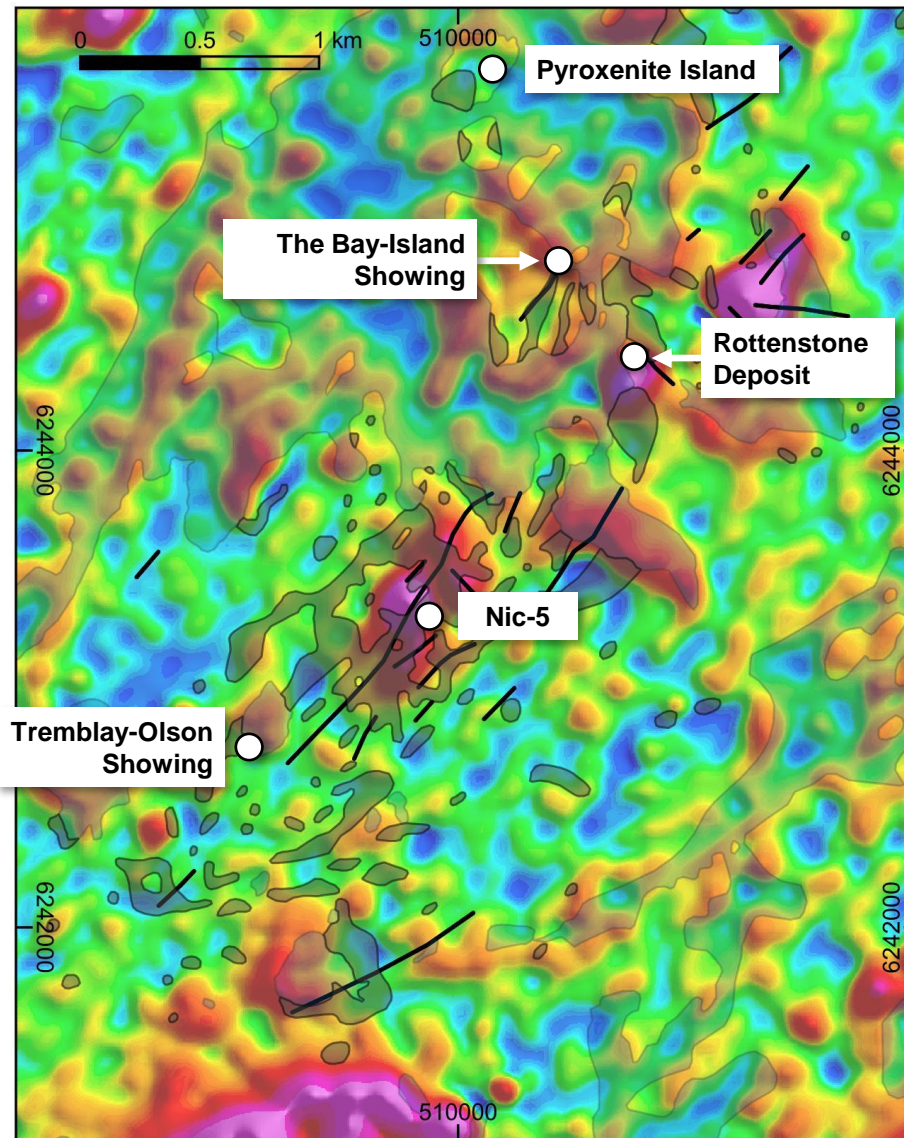 0 0.5 1 km
510000
Pyroxenite Island
The Bay-Island
Showing
Rottenstone
Deposit
6244000
6244000
Nic-5
Tremblay-Olson
Showing
6242000
6242000
510000